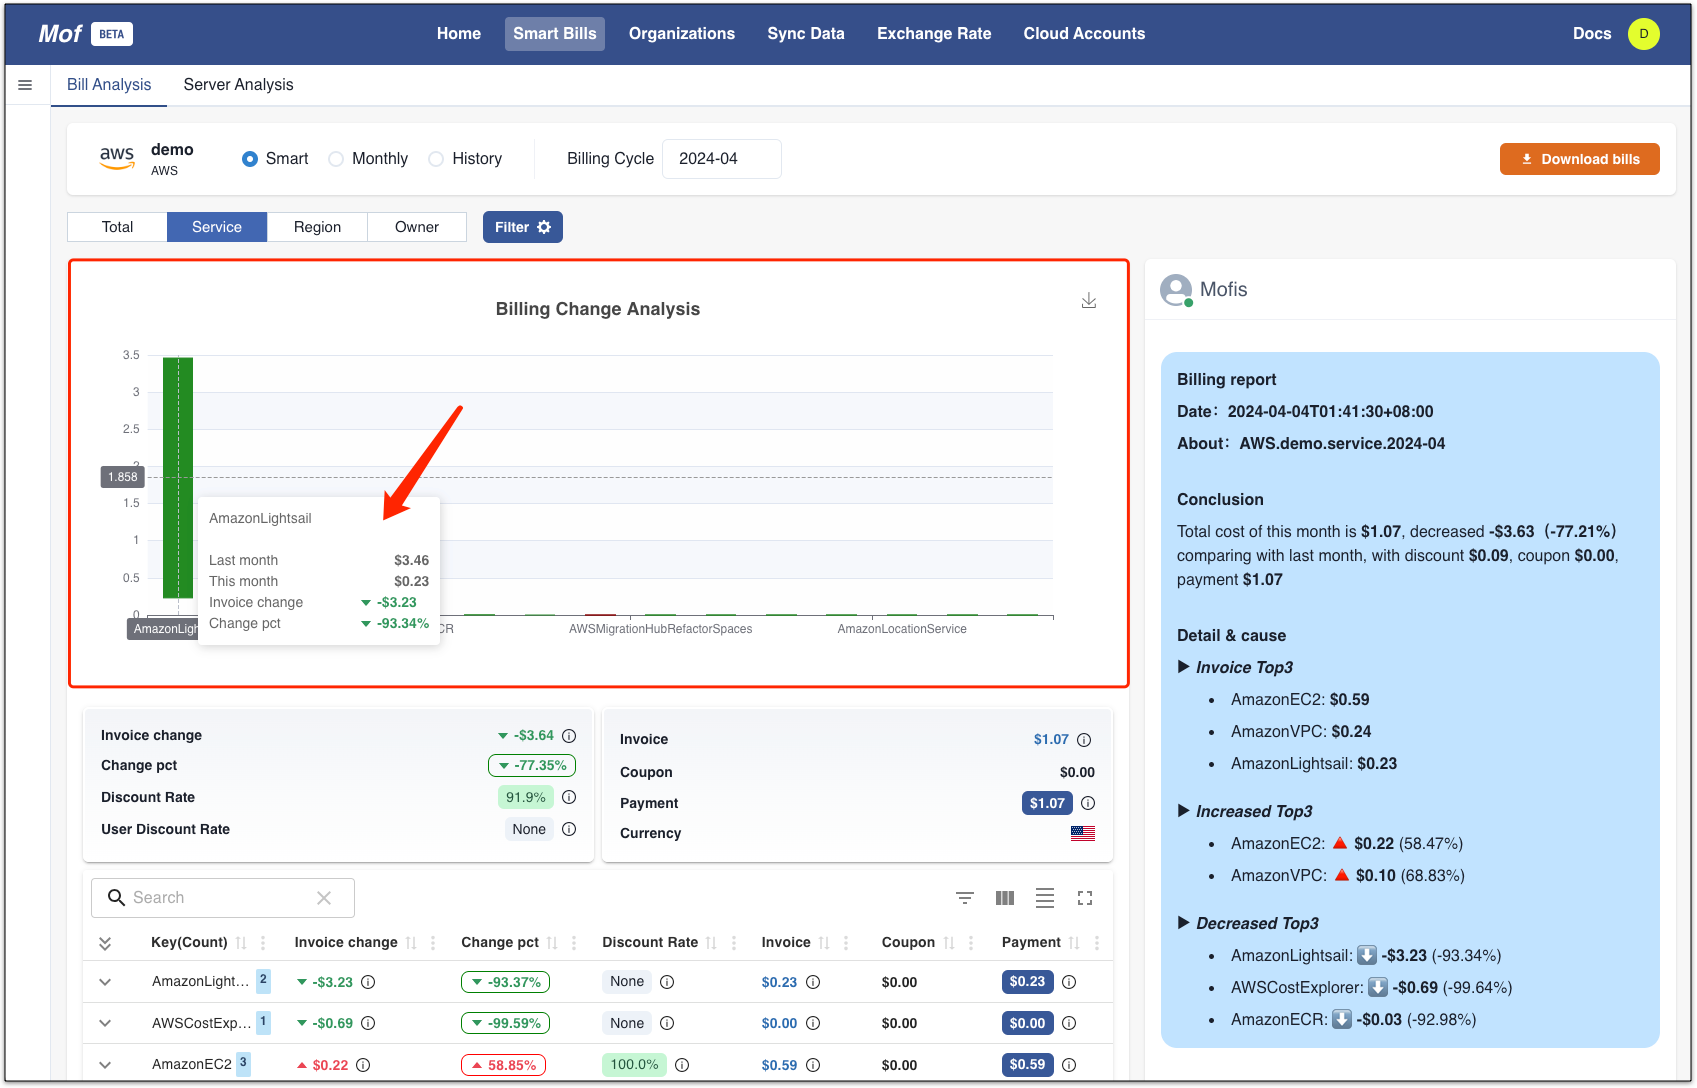 Mof BETA Home Smart Bills Organizations Sync Data Exchange Rate Cloud Accounts Docs D
Bill Analysis Server Analysis
aws demo AWS Smart Monthly History Billing Cycle 2024-04 Download bills
Total Service Region Owner Filter
Billing Change Analysis
3.5
3
2.5
2
1.858
1.5
1
0.5
0
AmazonLightsail
Last month $3.46
This month $0.23
Invoice change -$3.23
Change pct -93.34%
AmazonLigh CR AWSMigrationHubRefactorSpaces AmazonLocationService
Invoice change -$3.64
Change pct -77.35%
Discount Rate 91.9%
User Discount Rate None
Invoice $1.07
Coupon $0.00
Payment $1.07
Currency
Search
Key(Count) Invoice change Change pct Discount Rate Invoice Coupon Payment
AmazonLight... 2 -$3.23 -93.37% None $0.23 $0.00 $0.23
AWSCostExp... 1 -$0.69 -99.59% None $0.00 $0.00 $0.00
AmazonEC2 3 $0.22 58.85% 100.0% $0.59 $0.00 $0.59
Mofis
Billing report
Date： 2024-04-04T01:41:30+08:00
About： AWS.demo.service.2024-04
Conclusion
Total cost of this month is $1.07, decreased -$3.63（-77.21%）
comparing with last month, with discount $0.09, coupon $0.00,
payment $1.07
Detail & cause
▶ Invoice Top3
• AmazonEC2: $0.59
• AmazonVPC: $0.24
• AmazonLightsail: $0.23
▶ Increased Top3
• AmazonEC2: 🔺 $0.22 (58.47%)
• AmazonVPC: 🔺 $0.10 (68.83%)
▶ Decreased Top3
• AmazonLightsail: ⬇️ -$3.23 (-93.34%)
• AWSCostExplorer: ⬇️ -$0.69 (-99.64%)
• AmazonECR: ⬇️ -$0.03 (-92.98%)